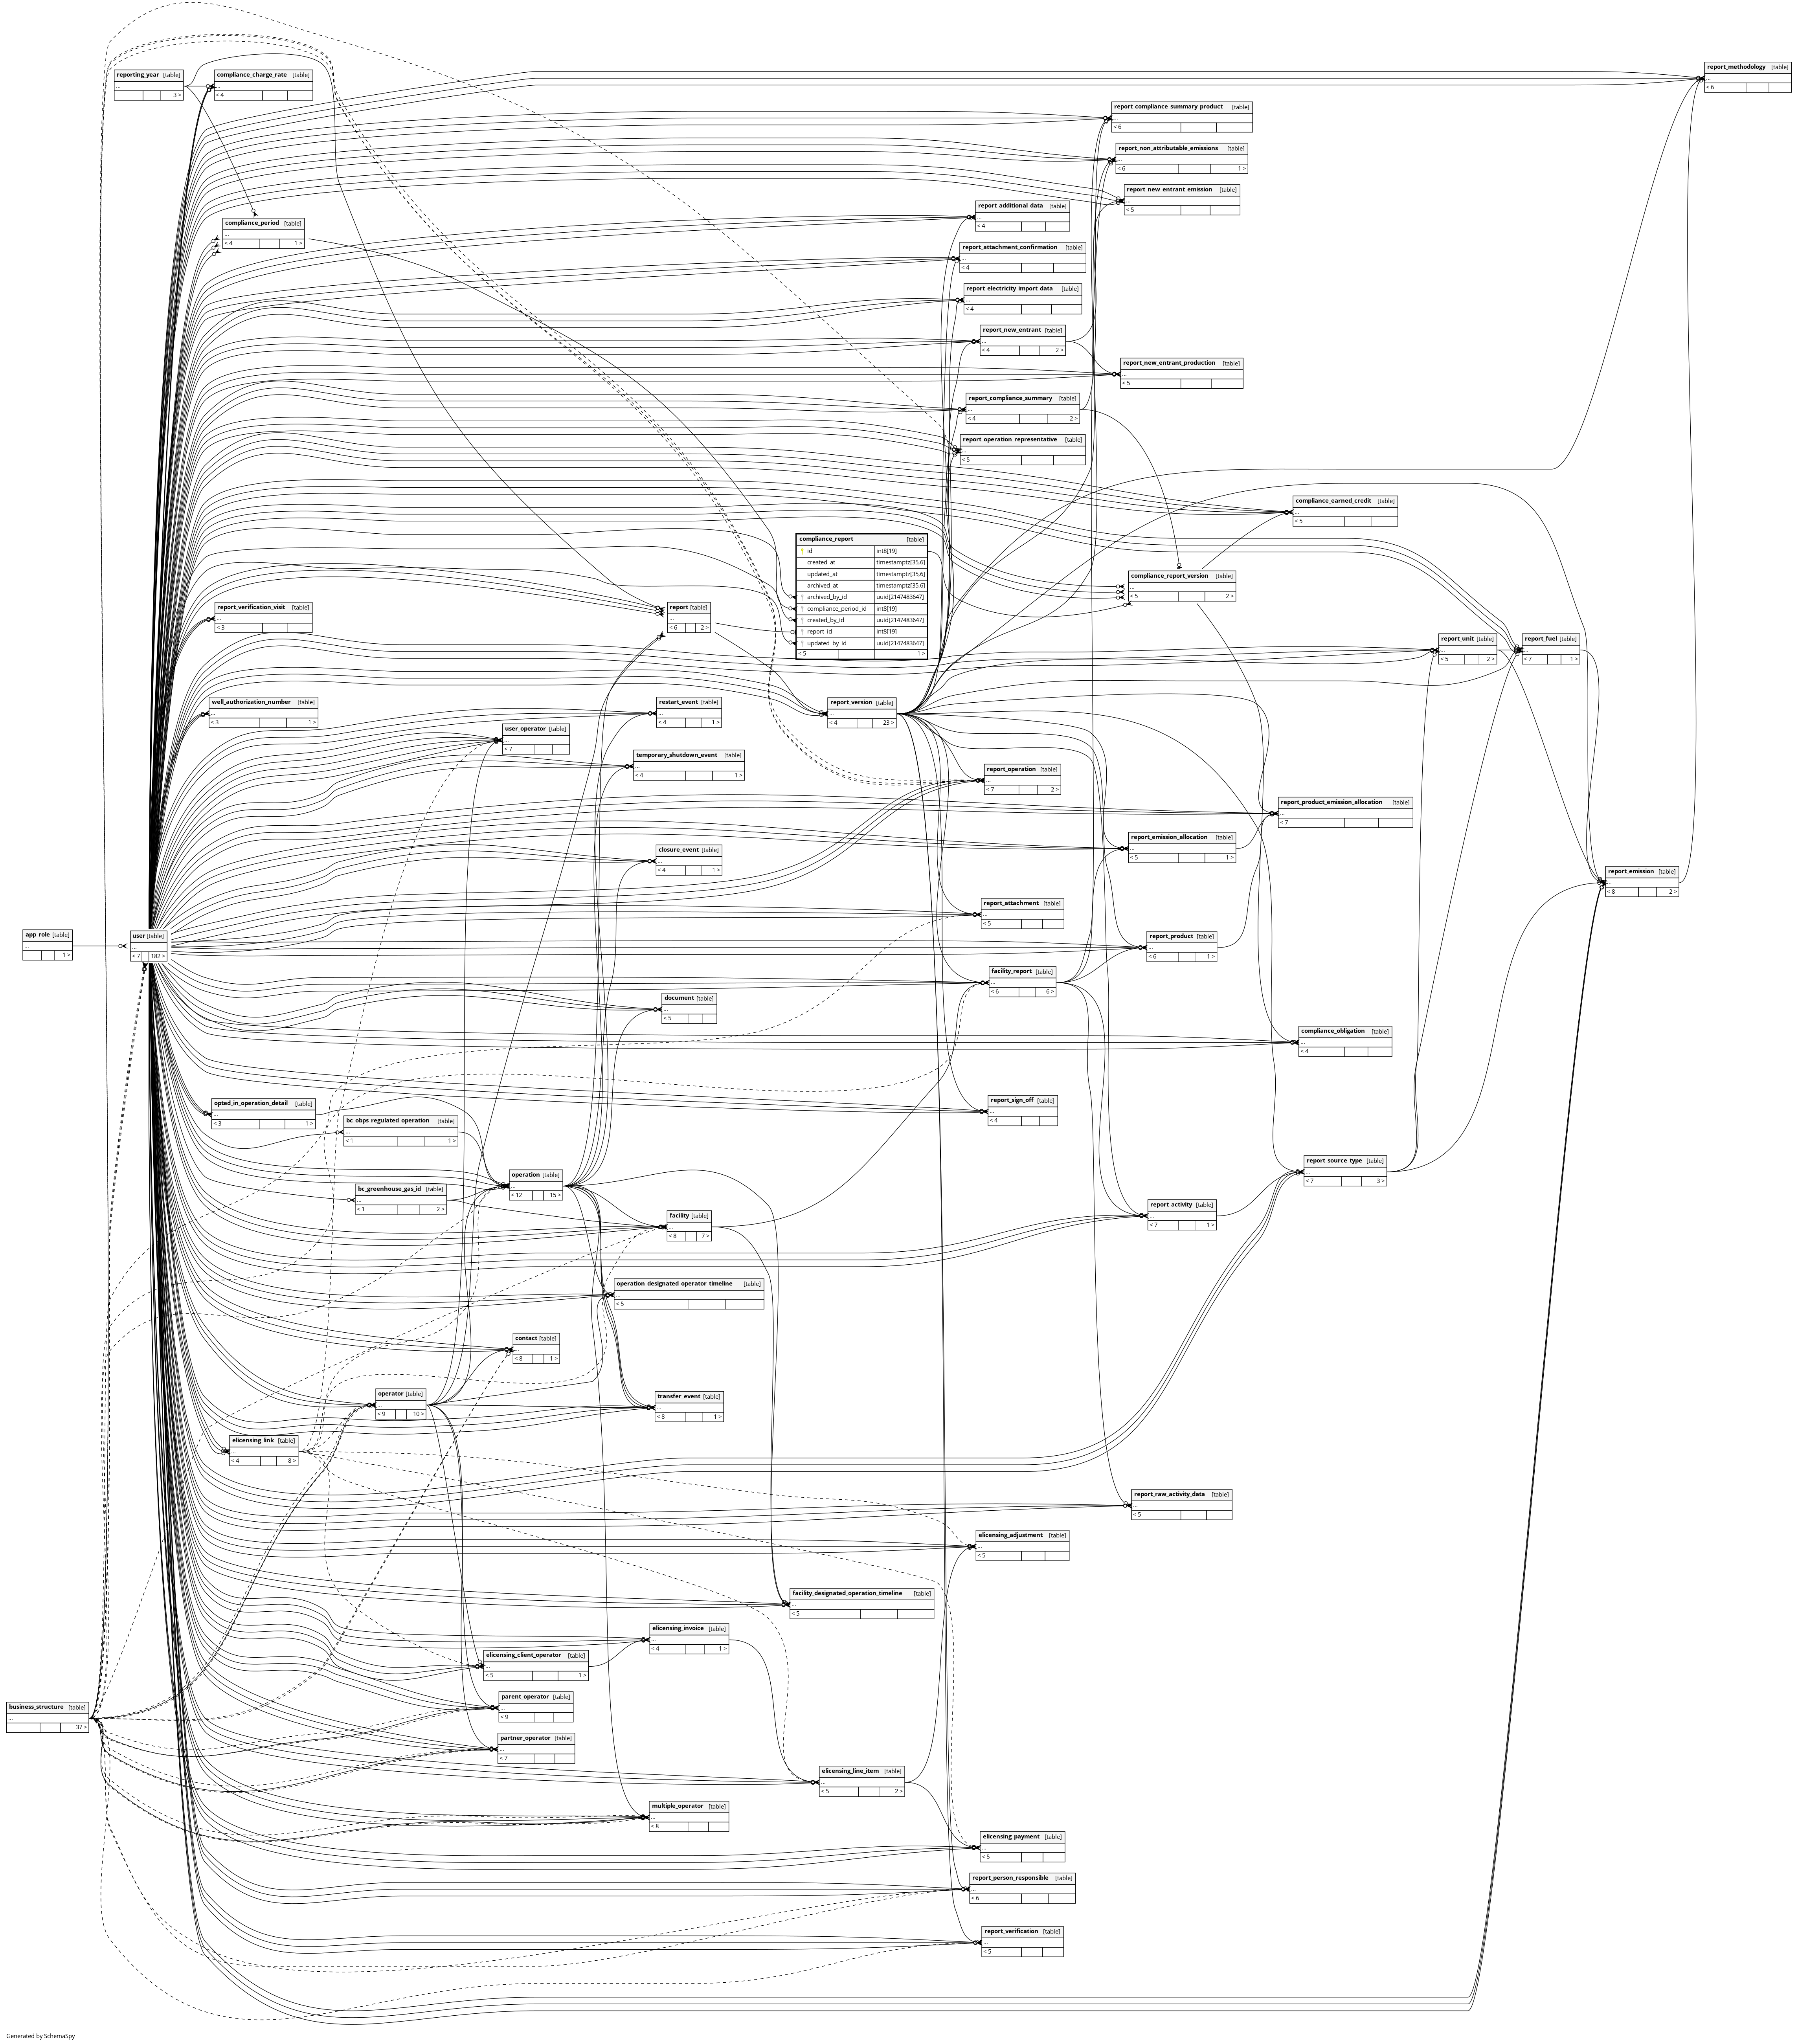 reporting_year [table]
...
3 >
compliance_charge_rate [table]
...
< 4
report_methodology [table]
...
< 6
report_compliance_summary_product [table]
...
< 6
report_non_attributable_emissions [table]
...
< 6 1 >
report_new_entrant_emission [table]
...
< 5
report_additional_data [table]
...
< 4
compliance_period [table]
...
< 4 1 >
report_attachment_confirmation [table]
...
< 4
report_electricity_import_data [table]
...
< 4
report_new_entrant [table]
...
< 4 2 >
report_new_entrant_production [table]
...
< 5
report_compliance_summary [table]
...
< 4 2 >
report_operation_representative [table]
...
< 5
compliance_earned_credit [table]
...
< 5
compliance_report [table]
id int8[19]
created_at timestamptz[35,6]
updated_at timestamptz[35,6]
archived_at timestamptz[35,6]
archived_by_id uuid[2147483647]
compliance_period_id int8[19]
created_by_id uuid[2147483647]
report_id int8[19]
updated_by_id uuid[2147483647]
< 5 1 >
compliance_report_version [table]
...
< 5 2 >
report_verification_visit [table]
...
< 3
report [table]
...
< 6 2 >
report_unit [table]
...
< 5 2 >
report_fuel [table]
...
< 7 1 >
well_authorization_number [table]
...
< 3 1 >
restart_event [table]
...
< 4 1 >
report_version [table]
...
< 4 23 >
user_operator [table]
...
< 7
temporary_shutdown_event [table]
...
< 4 1 >
report_operation [table]
...
< 7 2 >
report_product_emission_allocation [table]
...
< 7
report_emission_allocation [table]
...
< 5 1 >
closure_event [table]
...
< 4 1 >
report_emission [table]
...
< 8 2 >
report_attachment [table]
...
< 5
app_role [table]
...
1 >
user [table]
...
< 7 182 >
report_product [table]
...
< 6 1 >
facility_report [table]
...
< 6 6 >
document [table]
...
< 5
compliance_obligation [table]
...
< 4
report_sign_off [table]
...
< 4
opted_in_operation_detail [table]
...
< 3 1 >
bc_obps_regulated_operation [table]
...
< 1 1 >
report_source_type [table]
...
< 7 3 >
operation [table]
...
< 12 15 >
bc_greenhouse_gas_id [table]
...
< 1 2 >
report_activity [table]
...
< 7 1 >
facility [table]
...
< 8 7 >
operation_designated_operator_timeline [table]
...
< 5
contact [table]
...
< 8 1 >
operator [table]
...
< 9 10 >
transfer_event [table]
...
< 8 1 >
elicensing_link [table]
...
< 4 8 >
report_raw_activity_data [table]
...
< 5
elicensing_adjustment [table]
...
< 5
facility_designated_operation_timeline [table]
...
< 5
elicensing_invoice [table]
...
< 4 1 >
elicensing_client_operator [table]
...
< 5 1 >
parent_operator [table]
...
< 9
business_structure [table]
...
37 >
partner_operator [table]
...
< 7
elicensing_line_item [table]
...
< 5 2 >
multiple_operator [table]
...
< 8
elicensing_payment [table]
...
< 5
report_person_responsible [table]
...
< 6
report_verification [table]
...
< 5
Generated by SchemaSpy